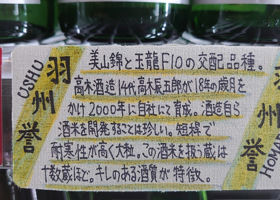 美山錦と玉龍F10の交配品種。
高木酒造14代高木辰五郎が18年の歳月を
かけ2000年に自社にて育成。酒造自ら
酒米を開発することは珍しい。短稈で
耐寒性が高く大粒。この酒米を扱う蔵は
十数蔵ほど。キレのある酒質が特徴。
USHU
羽州誉
羽州誉
HOMA